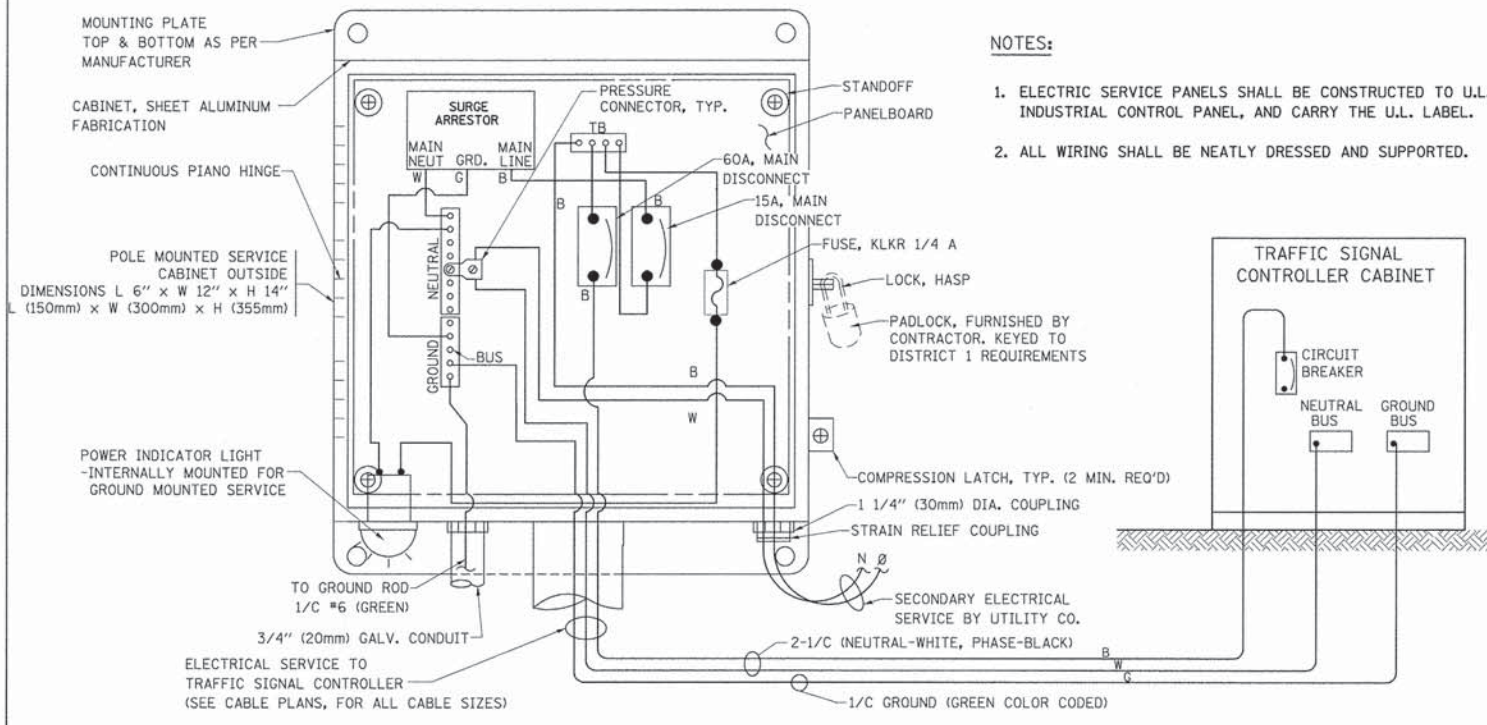 MOUNTING PLATE
TOP & BOTTOM AS PER
MANUFACTURER
CABINET, SHEET ALUMINUM
FABRICATION
CONTINUOUS PIANO HINGE
POLE MOUNTED SERVICE
CABINET OUTSIDE
DIMENSIONS L 6" x W 12" x H 14"
L (150mm) x W (300mm) x H (355mm)
POWER INDICATOR LIGHT
-INTERNALLY MOUNTED FOR
GROUND MOUNTED SERVICE
SURGE
ARRESTOR
MAIN
NEUT
GRD.
MAIN
LINE
W
G
B
PRESSURE
CONNECTOR, TYP.
TB
STANDOFF
PANELBOARD
60A, MAIN
DISCONNECT
15A, MAIN
DISCONNECT
B
B
B
FUSE, KLKR 1/4 A
LOCK, HASP
PADLOCK, FURNISHED BY
CONTRACTOR. KEYED TO
DISTRICT 1 REQUIREMENTS
NEUTRAL
GROUND
BUS
B
W
COMPRESSION LATCH, TYP. (2 MIN. REQ'D)
1 1/4" (30mm) DIA. COUPLING
STRAIN RELIEF COUPLING
N Ø
SECONDARY ELECTRICAL
SERVICE BY UTILITY CO.
TO GROUND ROD
1/C #6 (GREEN)
3/4" (20mm) GALV. CONDUIT
ELECTRICAL SERVICE TO
TRAFFIC SIGNAL CONTROLLER
(SEE CABLE PLANS, FOR ALL CABLE SIZES)
2-1/C (NEUTRAL-WHITE, PHASE-BLACK)
B
W
G
1/C GROUND (GREEN COLOR CODED)
NOTES:
1. ELECTRIC SERVICE PANELS SHALL BE CONSTRUCTED TO U.L.
INDUSTRIAL CONTROL PANEL, AND CARRY THE U.L. LABEL.
2. ALL WIRING SHALL BE NEATLY DRESSED AND SUPPORTED.
TRAFFIC SIGNAL
CONTROLLER CABINET
CIRCUIT
BREAKER
NEUTRAL
BUS
GROUND
BUS